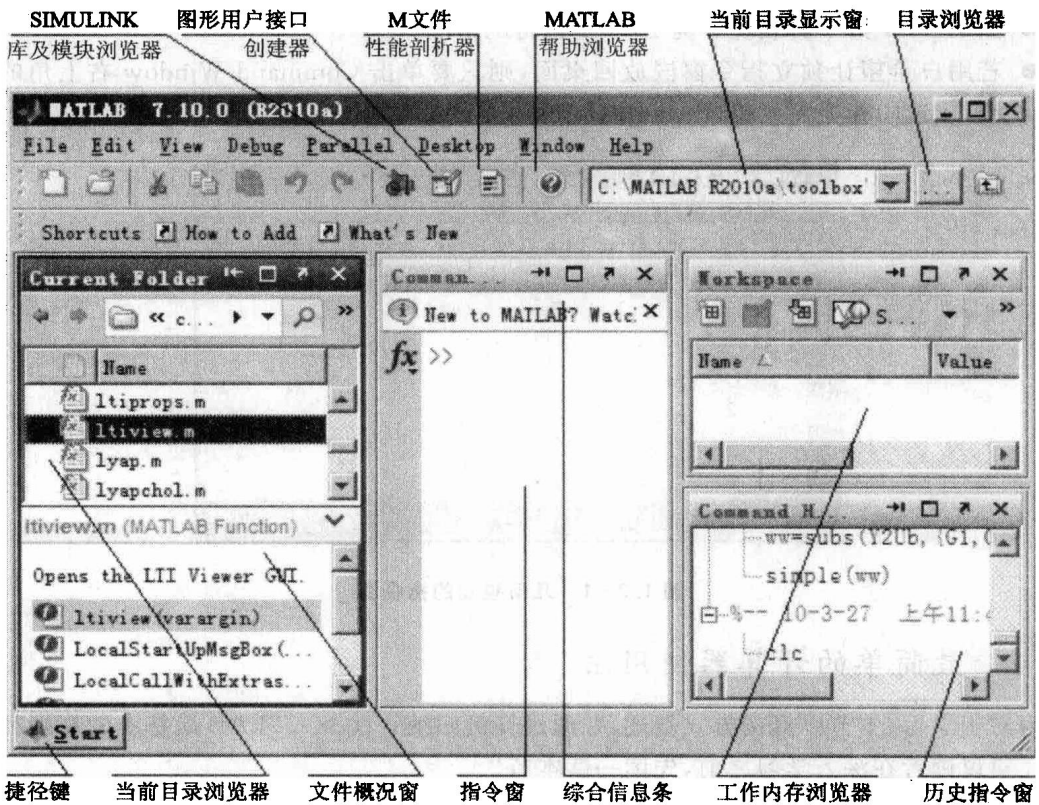 SIMULINK 图形用户接口 M文件 MATLAB 当前目录显示窗 目录浏览器
库及模块浏览器 创建器 性能剖析器 帮助浏览器
MATLAB 7.10.0 (R2010a)
File Edit View Debug Parallel Desktop Window Help
C:\MATLAB R2010a\toolbox\ ...
Shortcuts How to Add What's New
Current Folder
« c...
Name
ltiprops.m
ltiview.m
lyap.m
lyapchol.m
ltiview.m (MATLAB Function)
Opens the LTI Viewer GUI.
ltiview(varargin)
LocalStartUpMsgBox(...
LocalCallWithExtras...
Comman...
New to MATLAB? Watc
fx >>
Workspace
S...
Name Value
Command H...
ww=subs(Y2Ub, {G1,
simple(ww)
%-- 10-3-27 上午11:
clc
Start
捷径键 当前目录浏览器 文件概况窗 指令窗 综合信息条 工作内存浏览器 历史指令窗